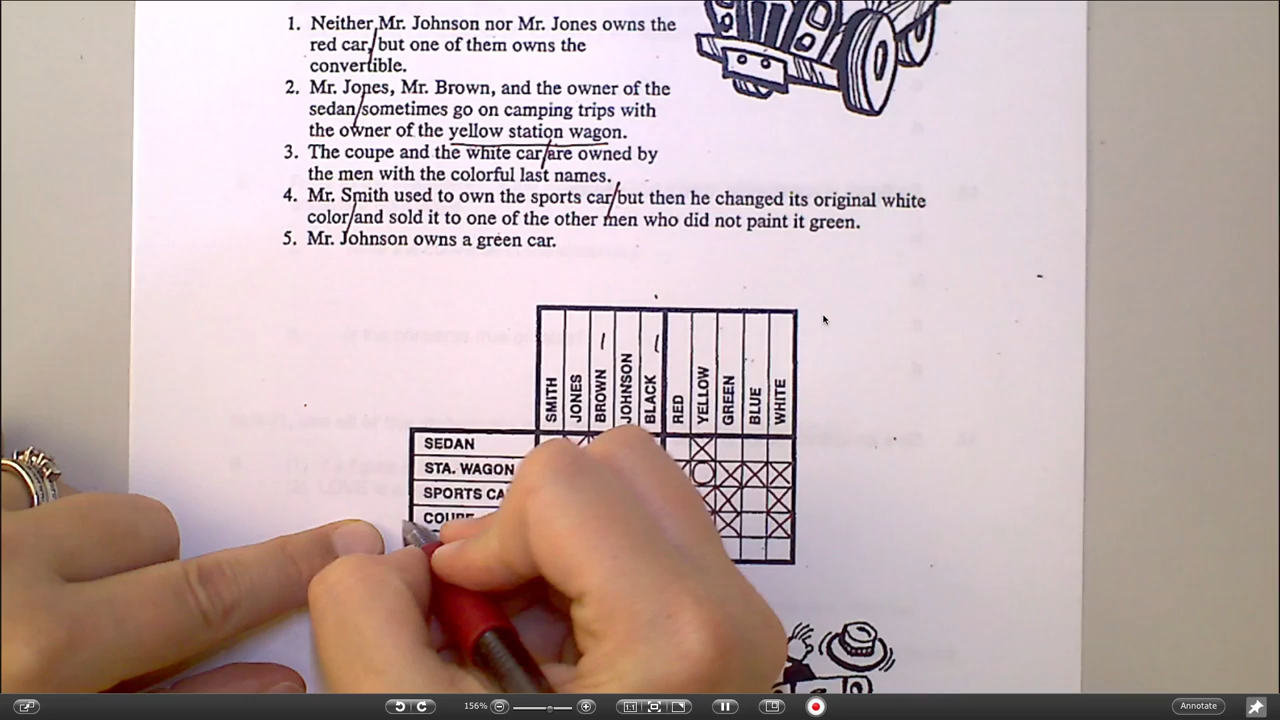 1. Neither Mr. Johnson nor Mr. Jones owns the
red car, but one of them owns the
convertible.
2. Mr. Jones, Mr. Brown, and the owner of the
sedan sometimes go on camping trips with
the owner of the yellow station wagon.
3. The coupe and the white car are owned by
the men with the colorful last names.
4. Mr. Smith used to own the sports car but then he changed its original white
color and sold it to one of the other men who did not paint it green.
5. Mr. Johnson owns a green car.
SMITH
JONES
BROWN
JOHNSON
BLACK
RED
YELLOW
GREEN
BLUE
WHITE
SEDAN
STA. WAGON
SPORTS CA
COUPE
156%
Annotate